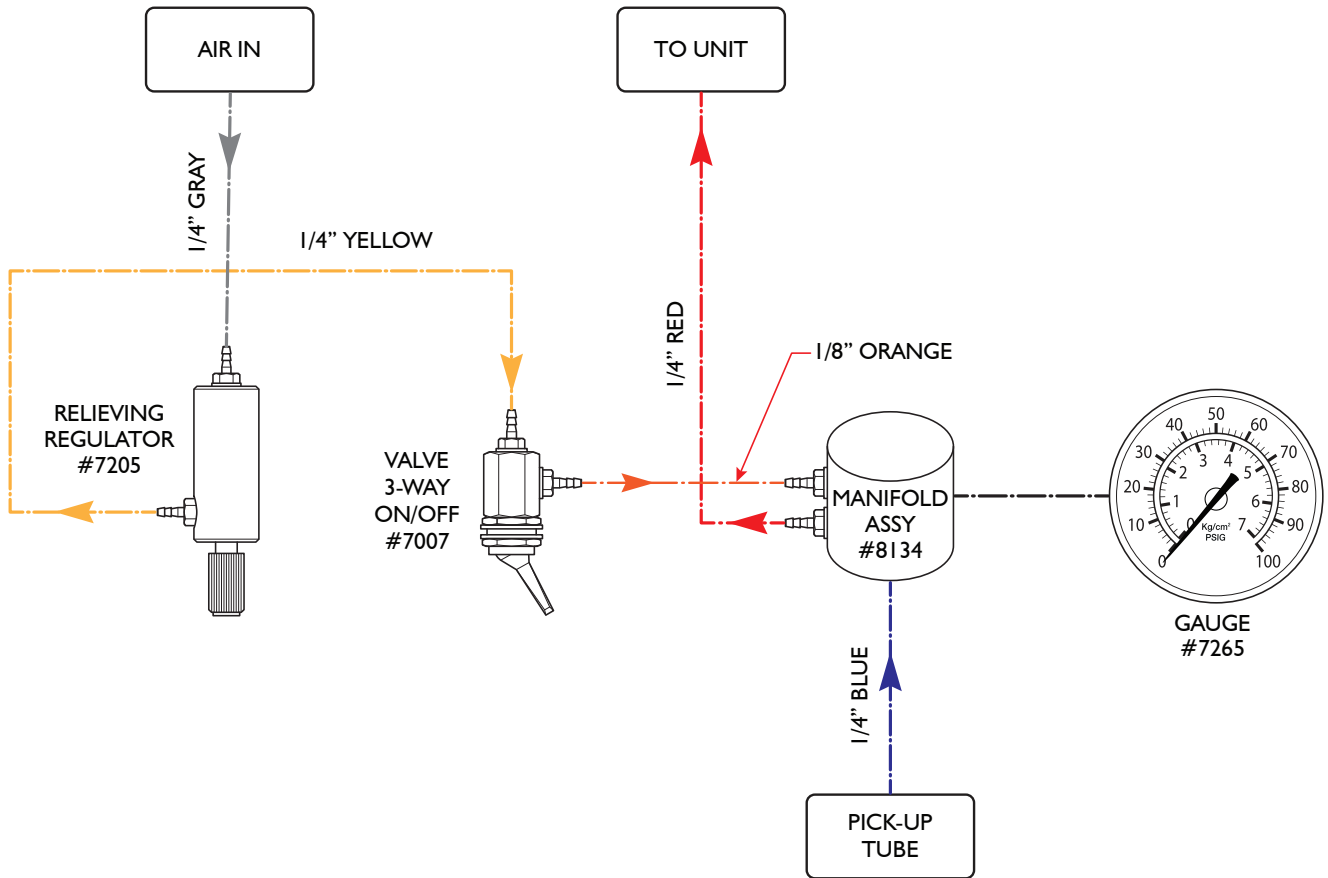 AIR IN
TO UNIT
1/4” GRAY
1/4” YELLOW
1/4” RED
1/8” ORANGE
RELIEVING
REGULATOR
#7205
VALVE
3-WAY
ON/OFF
#7007
MANIFOLD
ASSY
#8134
0
10
20
30
40
50
60
70
80
90
100
0
1
2
3
4
5
6
7
Kg/cm²
PSIG
GAUGE
#7265
1/4” BLUE
PICK-UP
TUBE